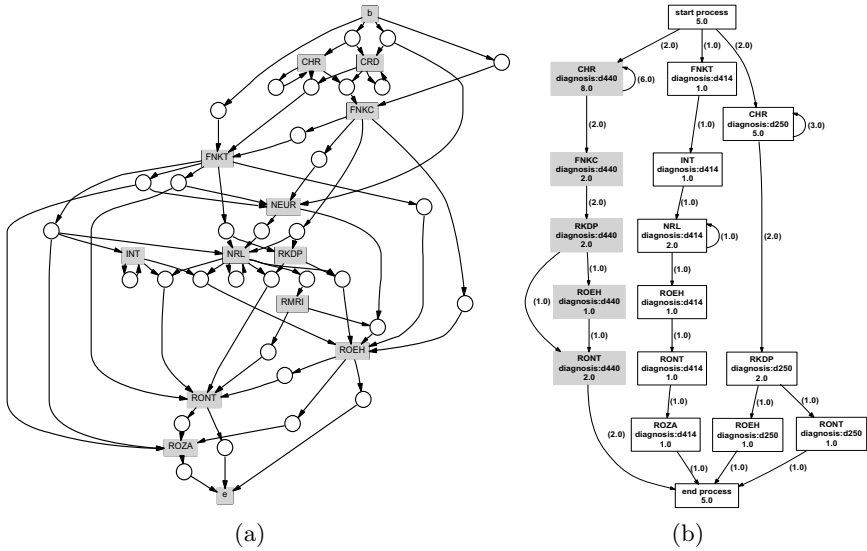 b
CHR
CRD
FNKC
FNKT
NEUR
INT
NRL
RKDP
RMRI
ROEH
RONT
ROZA
e
(a)
start process
5.0
(2.0)
(1.0)
(2.0)
CHR
diagnosis:d440
8.0
(6.0)
FNKT
diagnosis:d414
1.0
CHR
diagnosis:d250
5.0
(3.0)
(2.0)
(1.0)
FNKC
diagnosis:d440
2.0
INT
diagnosis:d414
1.0
(2.0)
(1.0)
RKDP
diagnosis:d440
2.0
NRL
diagnosis:d414
2.0
(1.0)
(2.0)
(1.0)
(1.0)
(1.0)
ROEH
diagnosis:d440
1.0
ROEH
diagnosis:d414
1.0
(1.0)
(1.0)
RONT
diagnosis:d440
2.0
RONT
diagnosis:d414
1.0
RKDP
diagnosis:d250
2.0
(1.0)
(1.0)
(1.0)
ROZA
diagnosis:d414
1.0
ROEH
diagnosis:d250
1.0
RONT
diagnosis:d250
1.0
(2.0)
(1.0)
(1.0)
(1.0)
end process
5.0
(b)